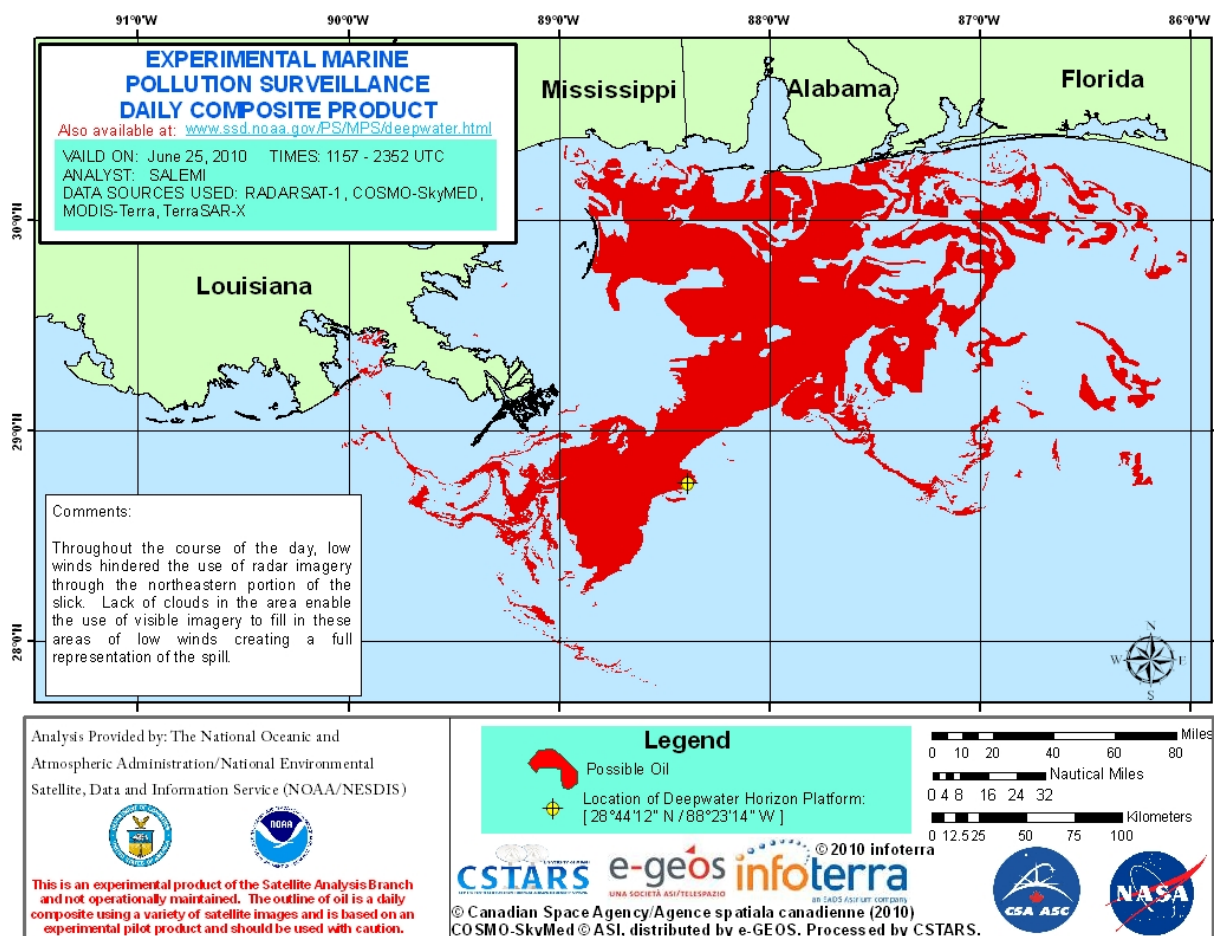 91°0'W 90°0'W 89°0'W 88°0'W 87°0'W 86°0'W
EXPERIMENTAL MARINE
POLLUTION SURVEILLANCE
DAILY COMPOSITE PRODUCT
Also available at: www.ssd.noaa.gov/PS/MPS/deepwater.html
VAILD ON: June 25, 2010 TIMES: 1157 - 2352 UTC
ANALYST: SALEMI
DATA SOURCES USED: RADARSAT-1, COSMO-SkyMED,
MODIS-Terra, TerraSAR-X
Mississippi
Alabama
Florida
Louisiana
30°0'N
29°0'N
28°0'N
Comments:
Throughout the course of the day, low
winds hindered the use of radar imagery
through the northeastern portion of the
slick. Lack of clouds in the area enable
the use of visible imagery to fill in these
areas of low winds creating a full
representation of the spill.
N
W E
S
Analysis Provided by: The National Oceanic and
Atmospheric Administration/National Environmental
Satellite, Data and Information Service (NOAA/NESDIS)
NOAA
This is an experimental product of the Satellite Analysis Branch
and not operationally maintained. The outline of oil is a daily
composite using a variety of satellite images and is based on an
experimental pilot product and should be used with caution.
Legend
Possible Oil
Location of Deepwater Horizon Platform:
[ 28°44'12" N / 88°23'14" W ]
Miles
0 10 20 40 60 80
Nautical Miles
0 4 8 16 24 32
Kilometers
0 12.5 25 50 75 100
© 2010 infoterra
CSTARS
e-geos
UNA SOCIETÀ ASI/TELESPAZIO
infoterra
an EADS Astrium company
CSA ASC
NASA
© Canadian Space Agency/Agence spatiala canadienne (2010)
COSMO-SkyMed © ASI, distributed by e-GEOS. Processed by CSTARS.